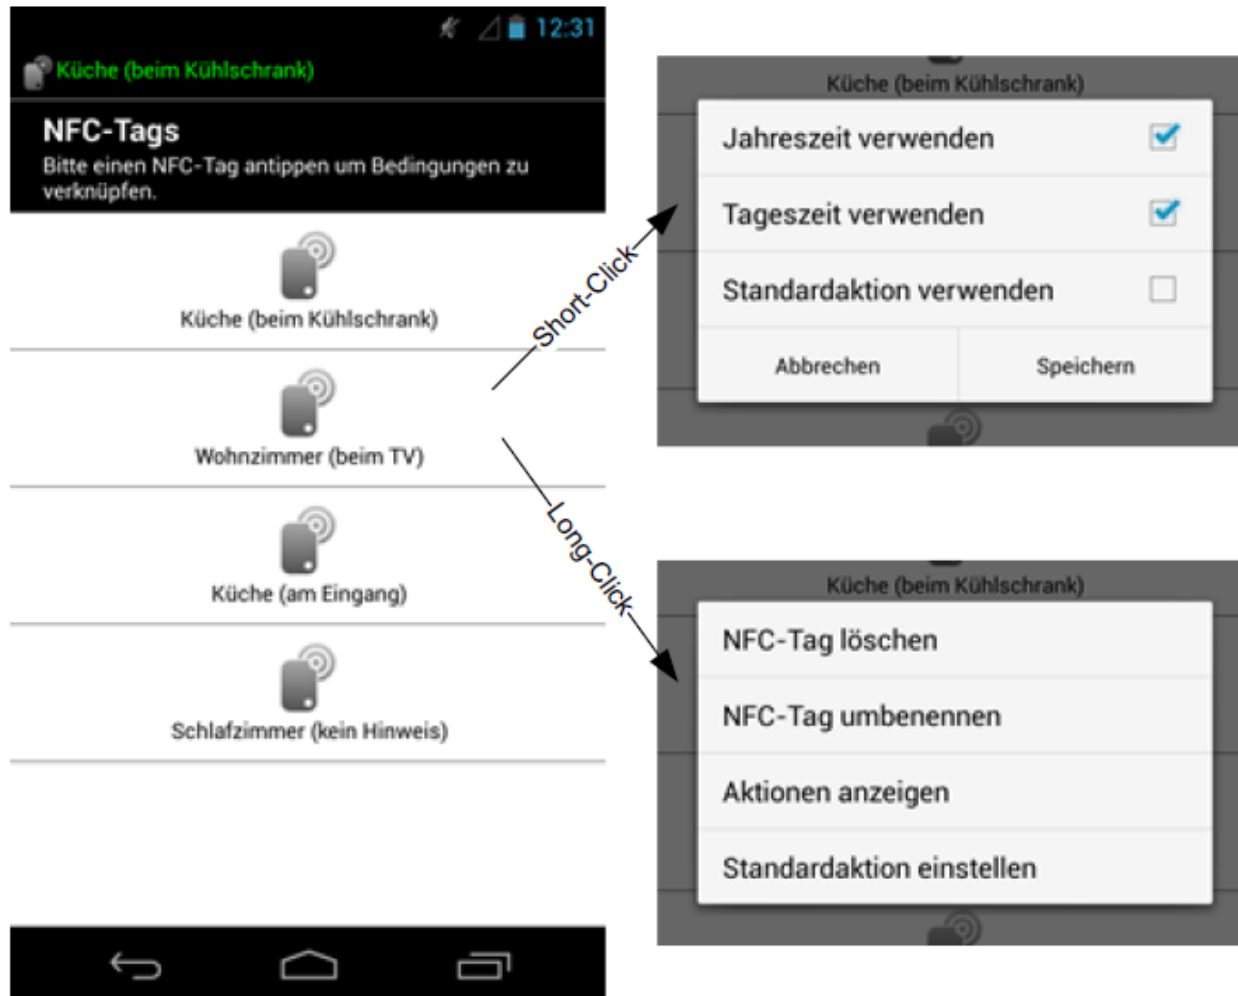 12:31
Küche (beim Kühlschrank)
NFC-Tags
Bitte einen NFC-Tag antippen um Bedingungen zu
verknüpfen.
Küche (beim Kühlschrank)
Wohnzimmer (beim TV)
Küche (am Eingang)
Schlafzimmer (kein Hinweis)
Short-Click
Long-Click
Küche (beim Kühlschrank)
Jahreszeit verwenden
Tageszeit verwenden
Standardaktion verwenden
Abbrechen Speichern
Küche (beim Kühlschrank)
NFC-Tag löschen
NFC-Tag umbenennen
Aktionen anzeigen
Standardaktion einstellen